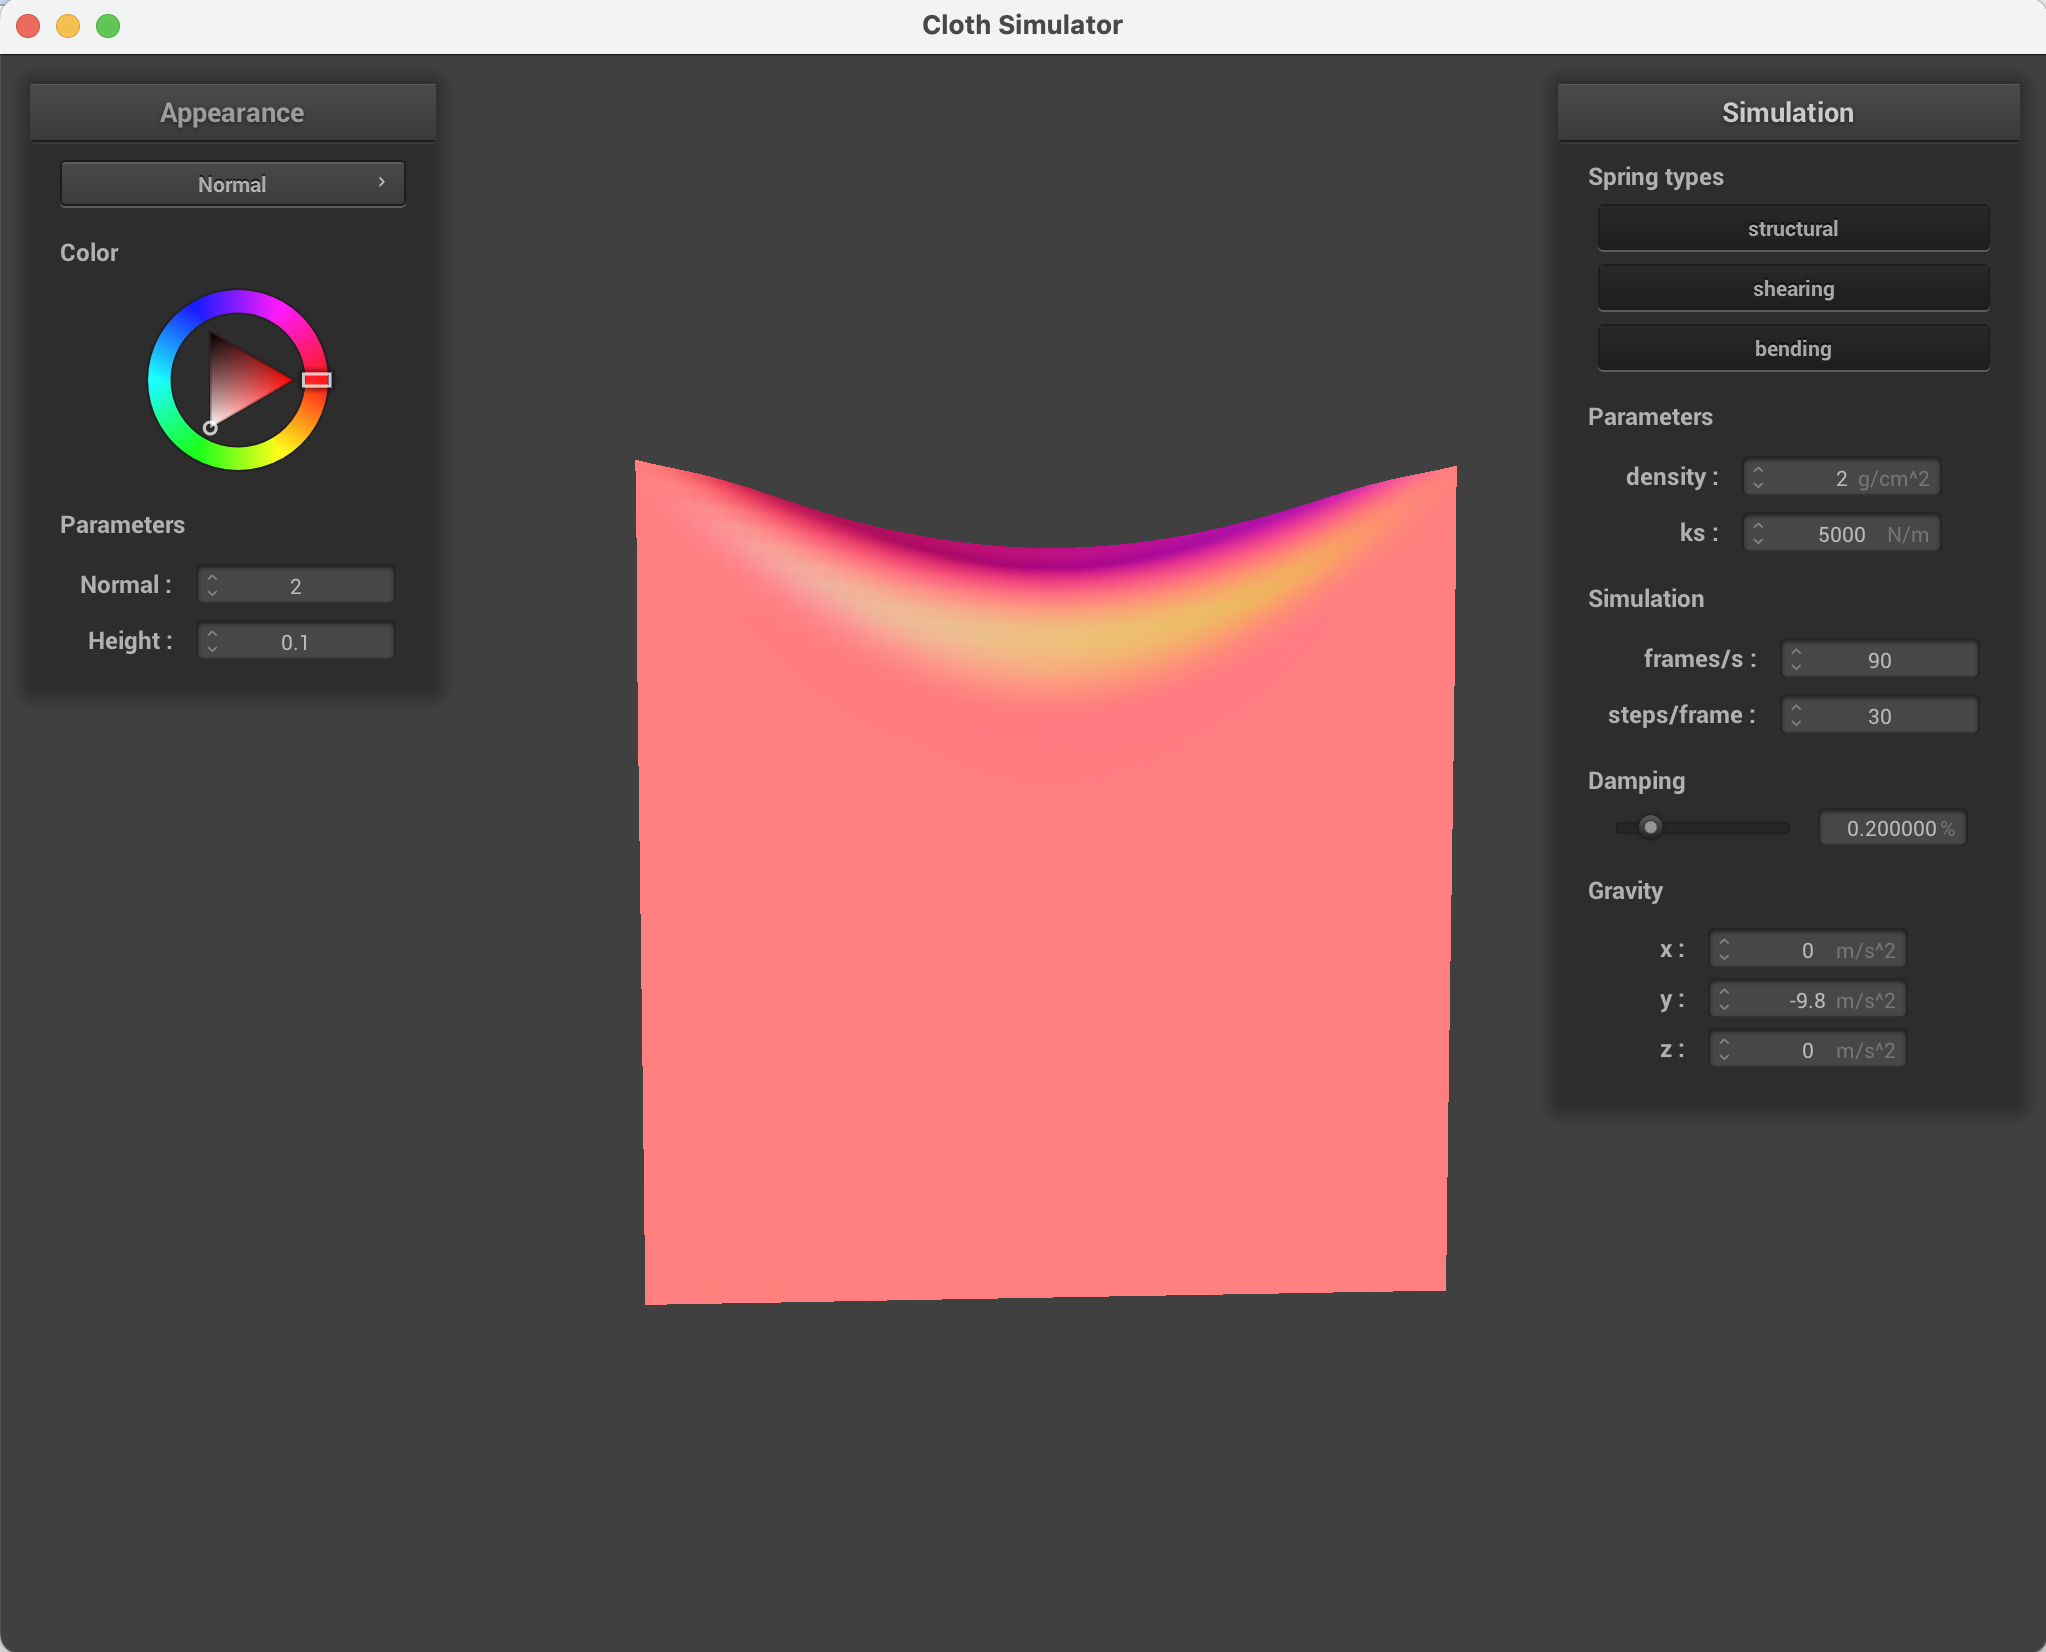 Cloth Simulator
Appearance
Normal
Color
Parameters
Normal : 2
Height : 0.1
Simulation
Spring types
structural
shearing
bending
Parameters
density : 2 g/cm^2
ks : 5000 N/m
Simulation
frames/s : 90
steps/frame : 30
Damping
0.200000 %
Gravity
x : 0 m/s^2
y : -9.8 m/s^2
z : 0 m/s^2